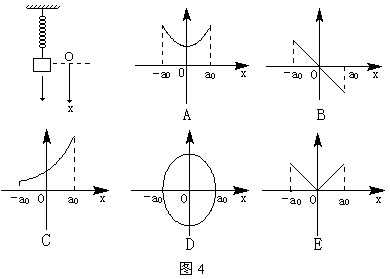 O
x
-a₀ 0 a₀ x
A
-a₀ 0 a₀ x
B
-a₀ 0 a₀ x
C
-a₀ 0 a₀ x
D
-a₀ 0 a₀ x
E
图4